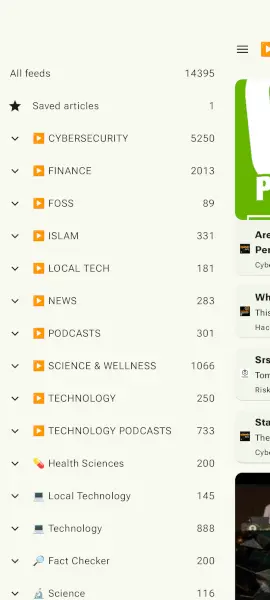 All feeds 14395
Saved articles 1
CYBERSECURITY 5250
FINANCE 2013
FOSS 89
ISLAM 331
LOCAL TECH 181
NEWS 283
PODCASTS 301
SCIENCE & WELLNESS 1066
TECHNOLOGY 250
TECHNOLOGY PODCASTS 733
Health Sciences 200
Local Technology 145
Technology 888
Fact Checker 200
Science 116
P
Are
Per
Cybe
Wh
This
Hac
Srs
Tom
Risk
Sta
The
Cybe